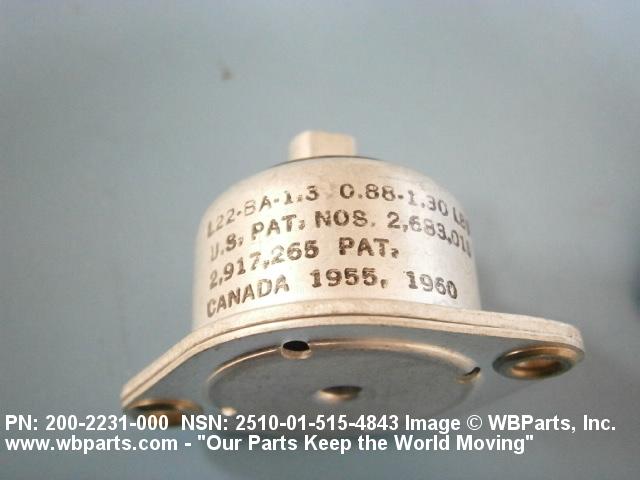 L22-BA-1.3 0.88-1.30 LBS
U.S. PAT. NOS. 2,683,016
2,917,265 PAT.
CANADA 1955, 1960
PN: 200-2231-000 NSN: 2510-01-515-4843 Image © WBParts, Inc.
www.wbparts.com - "Our Parts Keep the World Moving"